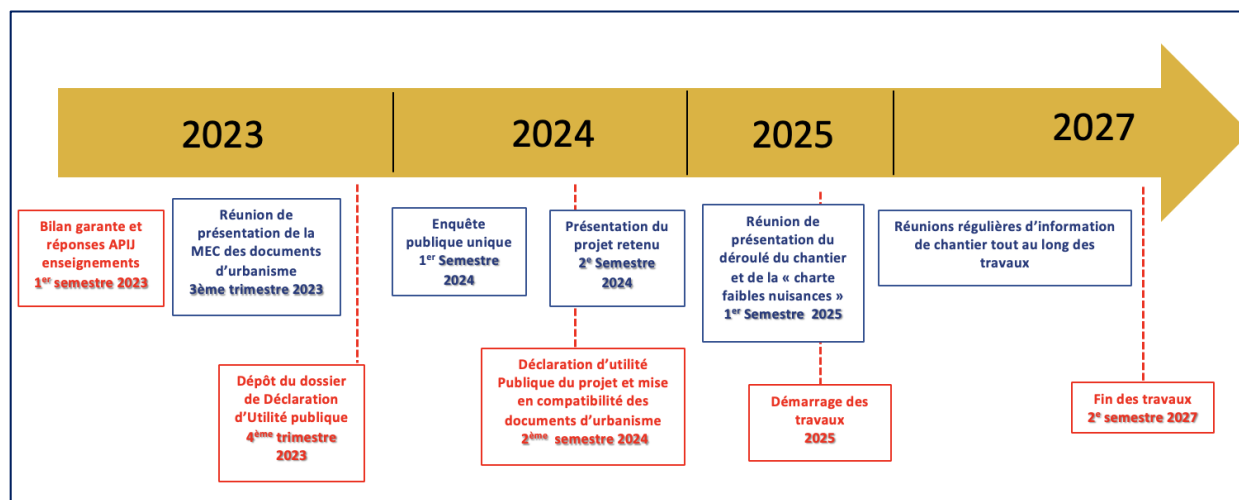 2023
2024
2025
2027
Bilan garante et
réponses APIJ
enseignements
1er semestre 2023
Réunion de
présentation de la
MEC des documents
d'urbanisme
3ème trimestre 2023
Enquête
publique unique
1er Semestre
2024
Présentation du
projet retenu
2e Semestre
2024
Réunion de
présentation du
déroulé du chantier
et de la « charte
faibles nuisances »
1er Semestre 2025
Réunions régulières d'information
de chantier tout au long des
travaux
Dépôt du dossier
de Déclaration
d'Utilité publique
4ème trimestre
2023
Déclaration d'utilité
Publique du projet et mise
en compatibilité des
documents d'urbanisme
2ème semestre 2024
Démarrage des
travaux
2025
Fin des travaux
2e semestre 2027